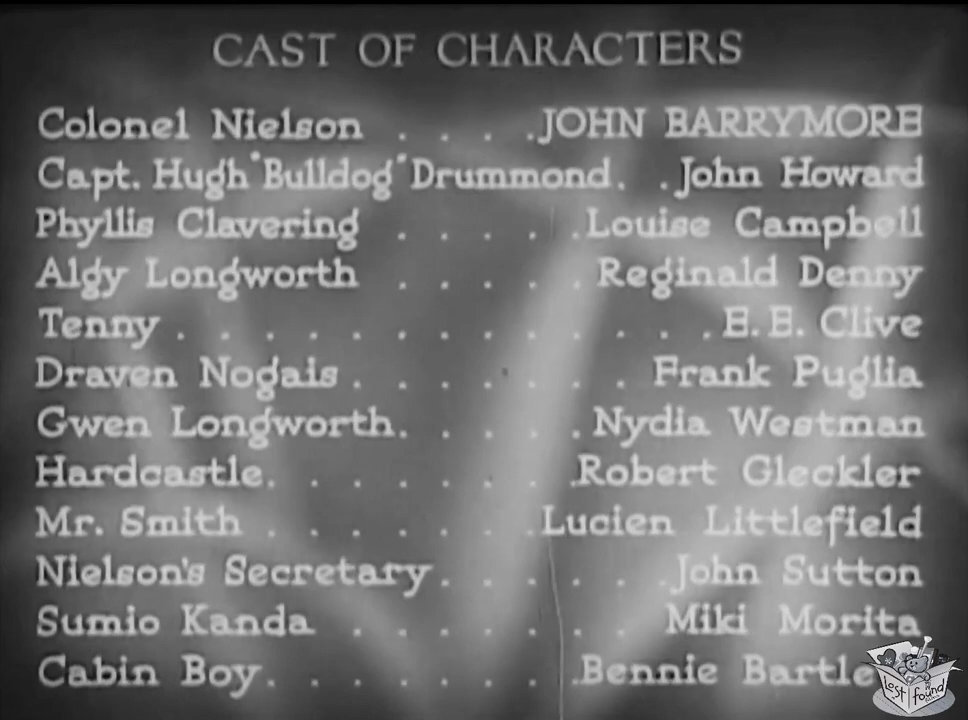 CAST OF CHARACTERS
Colonel Nielson . . . . JOHN BARRYMORE
Capt. Hugh "Bulldog" Drummond. . John Howard
Phyllis Clavering . . . . . Louise Campbell
Algy Longworth . . . . . Reginald Denny
Tenny . . . . . . . . . . . . . E. E. Clive
Draven Nogais . . . . . . . Frank Puglia
Gwen Longworth. . . . . Nydia Westman
Hardcastle. . . . . . . . Robert Gleckler
Mr. Smith . . . . . . . Lucien Littlefield
Nielson's Secretary. . . . . . John Sutton
Sumio Kanda . . . . . . . Miki Morita
Cabin Boy. . . . . . . . Bennie
lost found